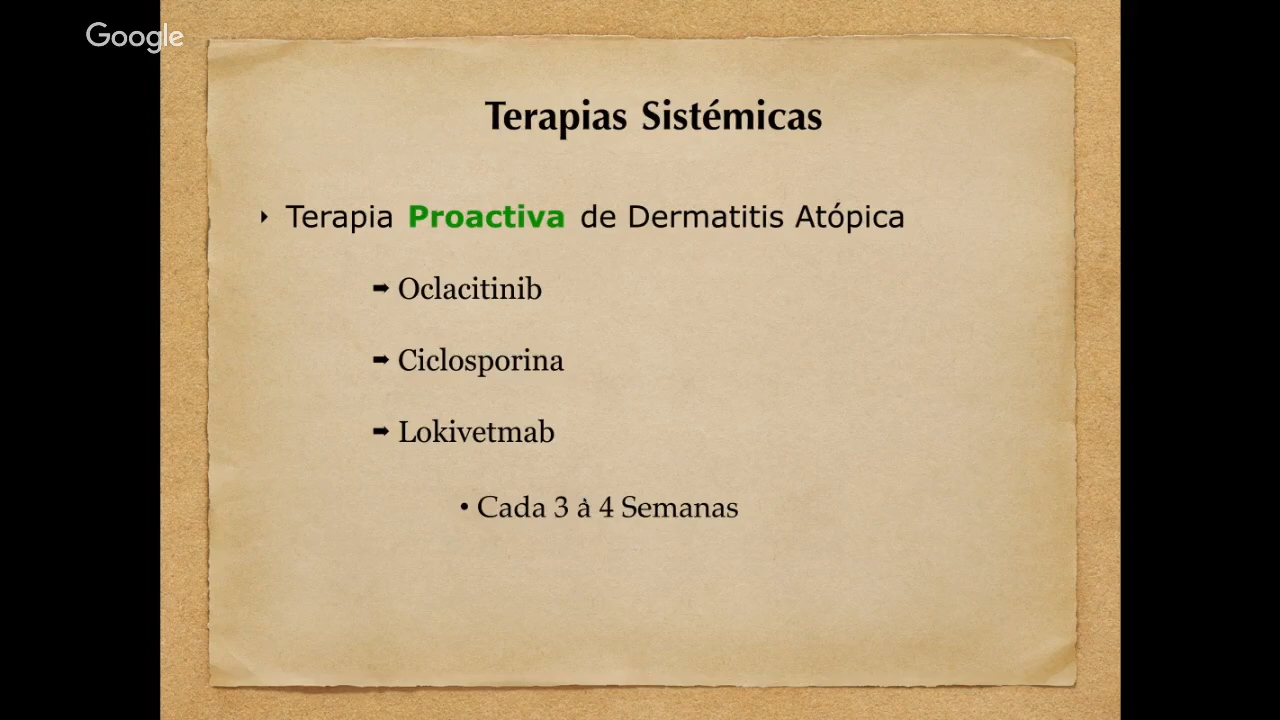 Google
Terapias Sistémicas
‣ Terapia Proactiva de Dermatitis Atópica
➡ Oclacitinib
➡ Ciclosporina
➡ Lokivetmab
• Cada 3 à 4 Semanas